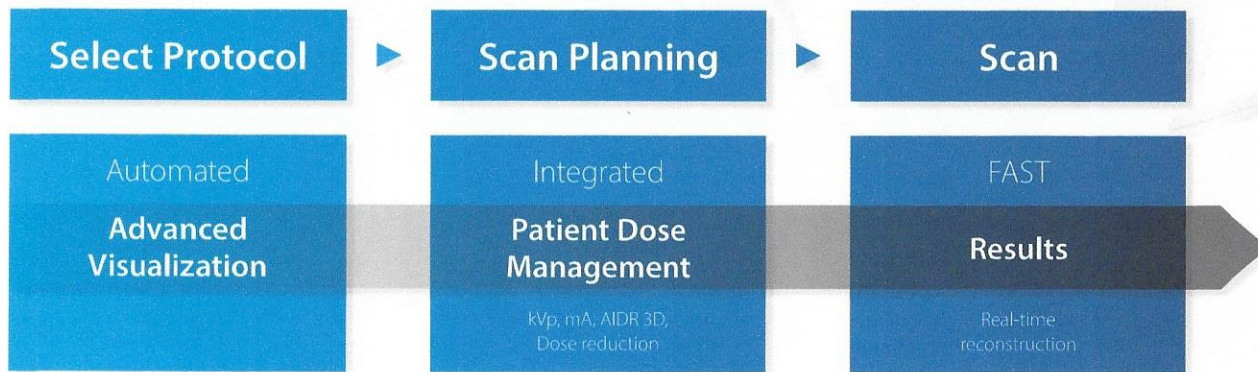 Select Protocol
Scan Planning
Scan
Automated
Advanced
Visualization
Integrated
Patient Dose
Management
kVp, mA, AIDR 3D,
Dose reduction
FAST
Results
Real-time
reconstruction